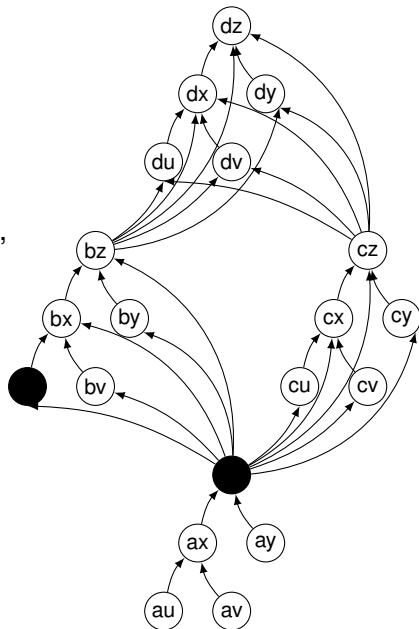 dz
dx dy
du dv
,
bz cz
bx by cx cy
bv cu cv
ax ay
au av